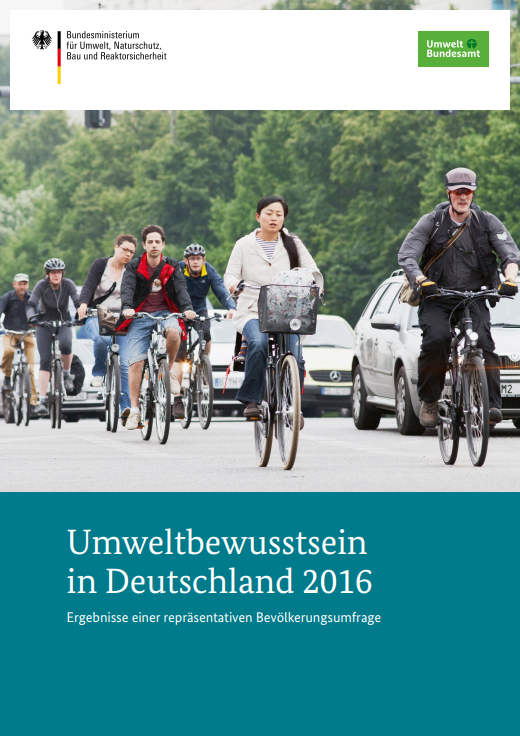 Bundesministerium
für Umwelt, Naturschutz,
Bau und Reaktorsicherheit
Umwelt
Bundesamt
Umweltbewusstsein
in Deutschland 2016
Ergebnisse einer repräsentativen Bevölkerungsumfrage